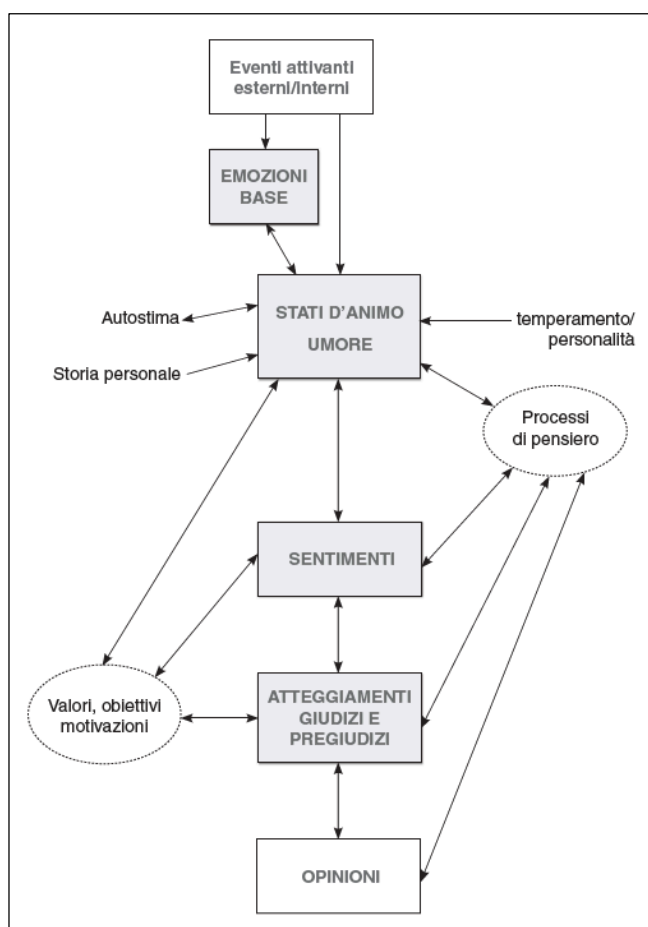 Eventi attivanti
esterni/interni
EMOZIONI
BASE
STATI D'ANIMO
UMORE
Autostima
Storia personale
temperamento/
personalità
Processi
di pensiero
SENTIMENTI
Valori, obiettivi
motivazioni
ATTEGGIAMENTI
GIUDIZI E
PREGIUDIZI
OPINIONI